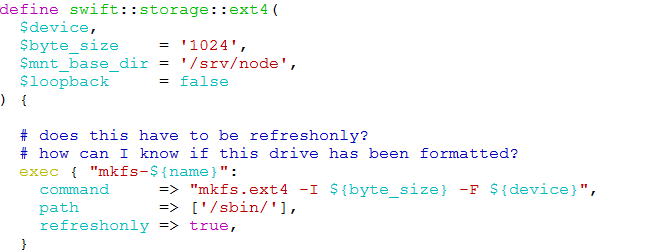 define swift::storage::ext4(
  $device,
  $byte_size    = '1024',
  $mnt_base_dir = '/srv/node',
  $loopback     = false
) {

  # does this have to be refreshonly?
  # how can I know if this drive has been formatted?
  exec { "mkfs-${name}":
    command     => "mkfs.ext4 -I ${byte_size} -F ${device}",
    path        => ['/sbin/'],
    refreshonly => true,
  }